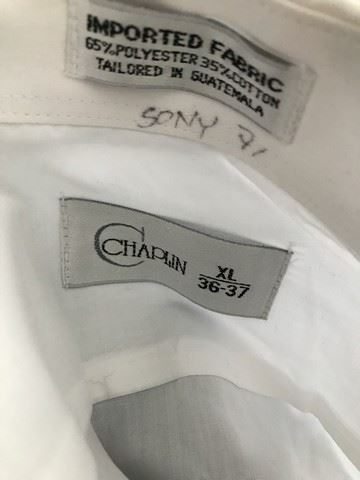 IMPORTED FABRIC
65%POLYESTER 35%COTTON
TAILORED IN GUATEMALA
SONY
CHAPLIN
XL
36-37